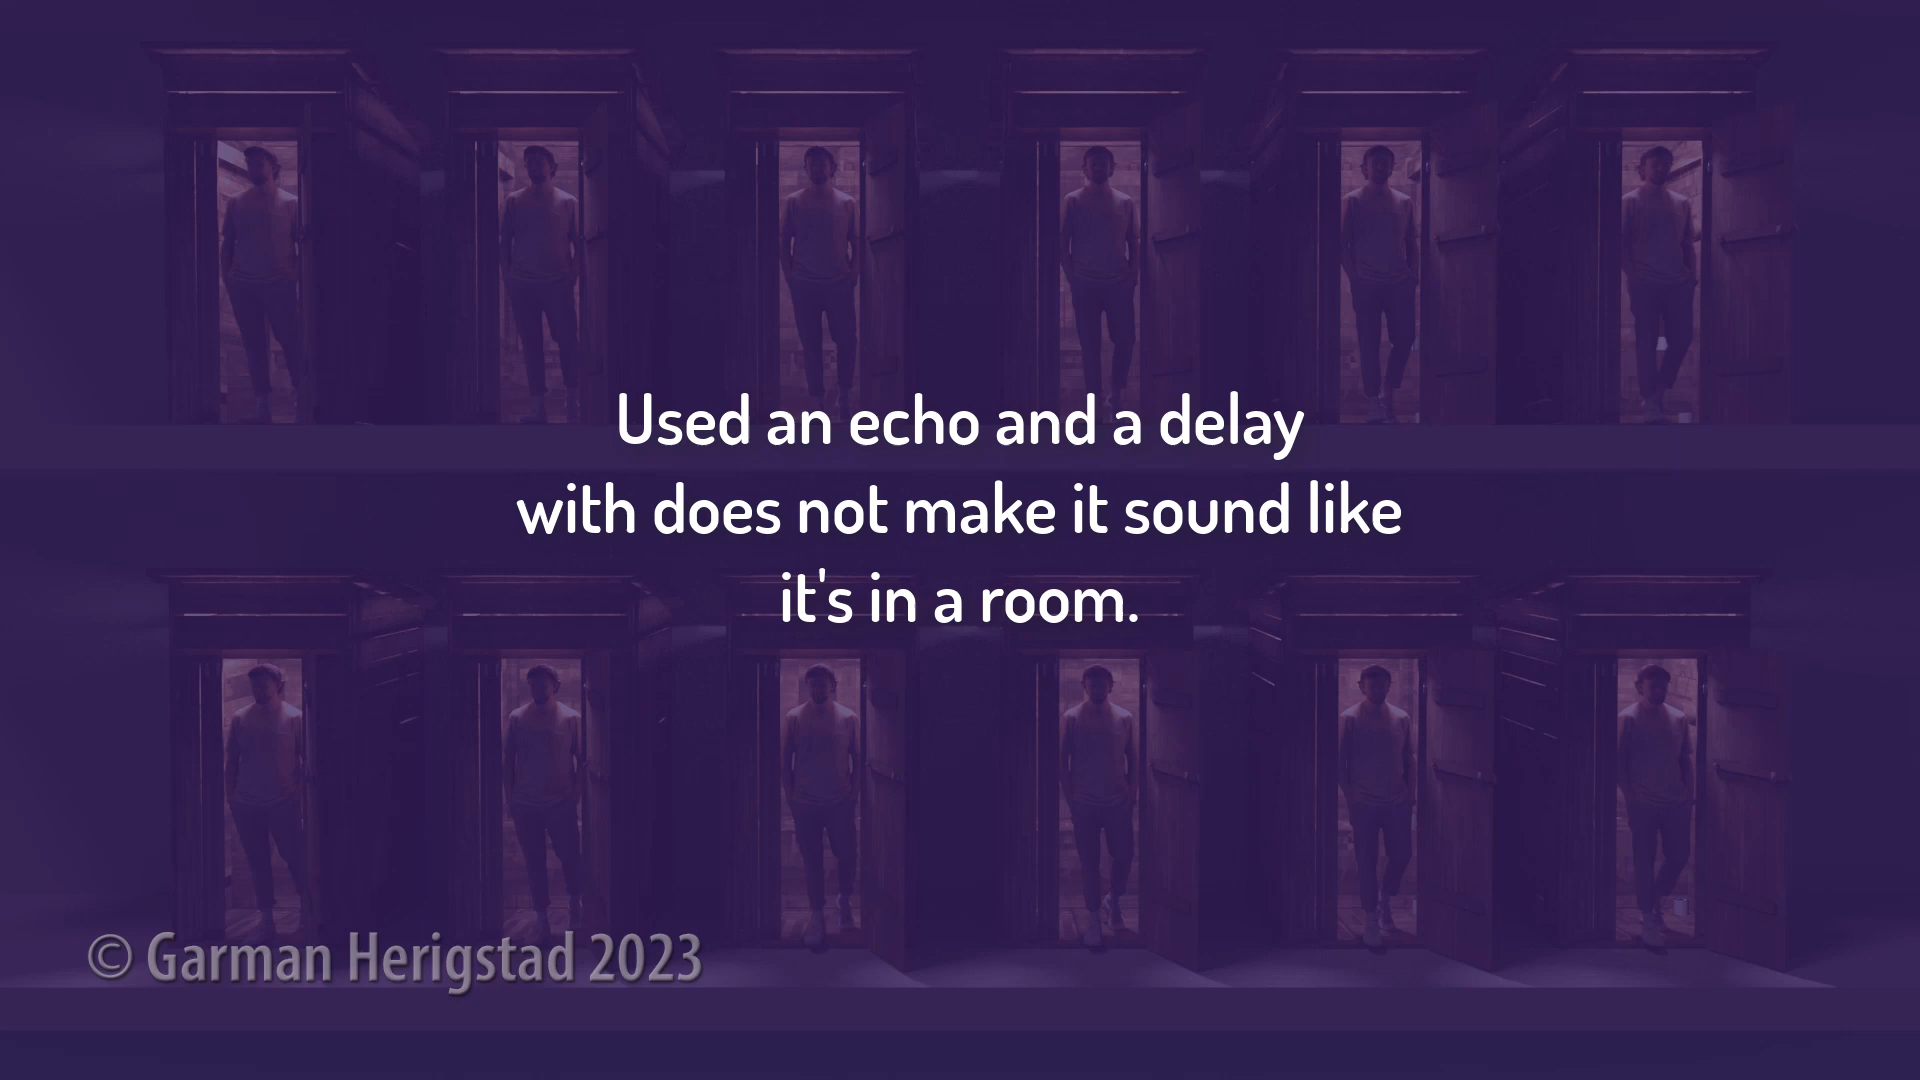 Used an echo and a delay
with does not make it sound like
it's in a room.
© Garman Herigstad 2023